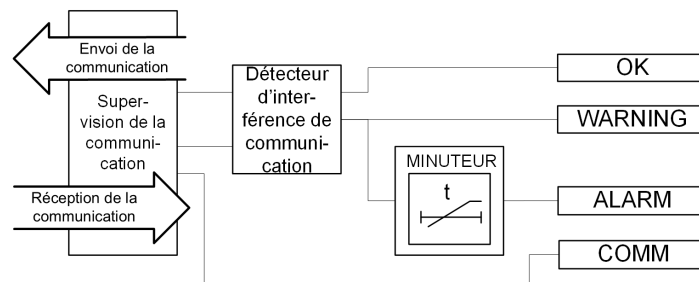 Envoi de la
communication
Super-
vision de la
communi-
cation
Réception de la
communication
Détecteur
d'inter-
férence de
communi-
cation
MINUTEUR
t
OK
WARNING
ALARM
COMM